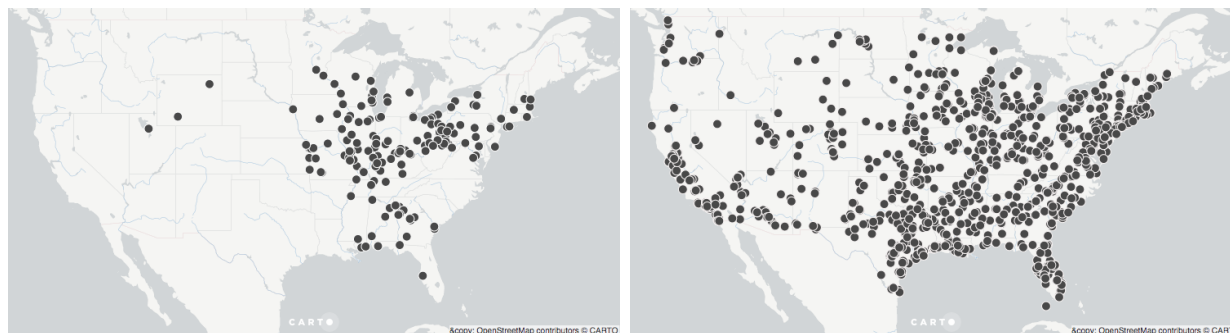 CARTO
&copy; OpenStreetMap contributors © CARTO
CARTO
&copy; OpenStreetMap contributors © CART